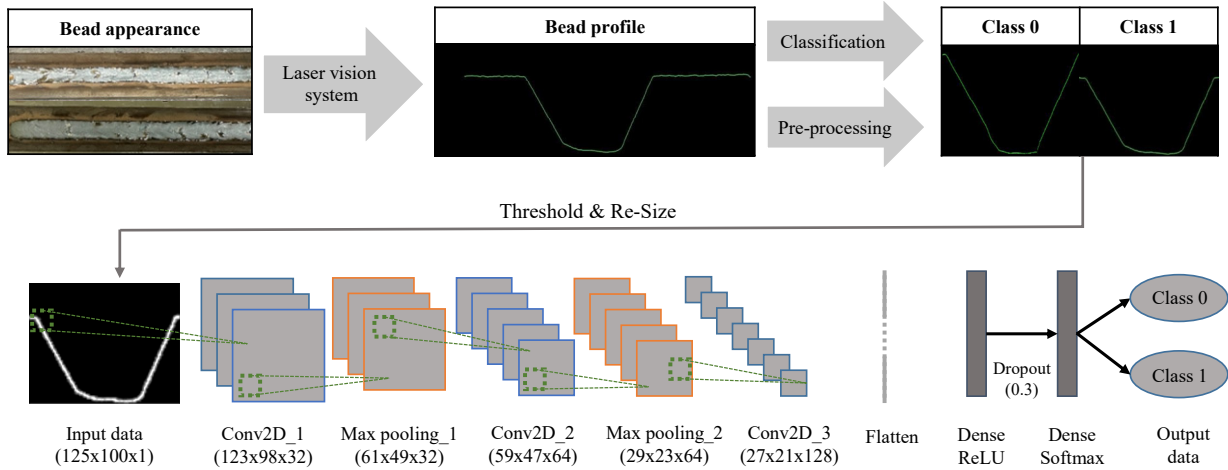 Bead appearance
Laser vision
system
Bead profile
Classification
Pre-processing
Class 0
Class 1
Threshold & Re-Size
Input data
(125x100x1)
Conv2D_1
(123x98x32)
Max pooling_1
(61x49x32)
Conv2D_2
(59x47x64)
Max pooling_2
(29x23x64)
Conv2D_3
(27x21x128)
Flatten
Dense
ReLU
Dropout
(0.3)
Dense
Softmax
Class 0
Class 1
Output
data